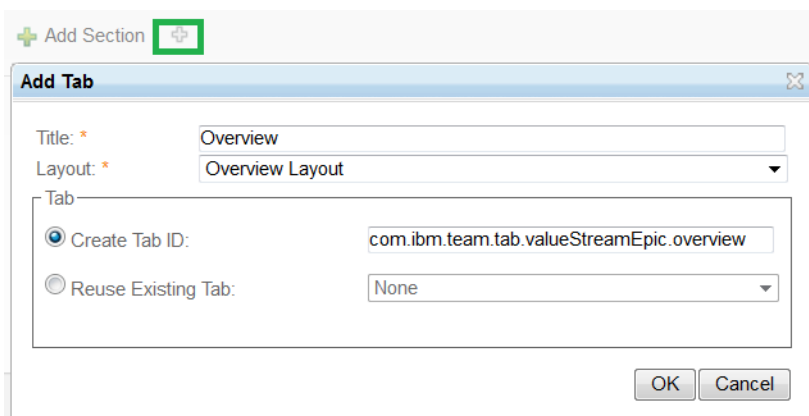 Add Section
Add Tab
Title: * Overview
Layout: * Overview Layout
Tab
Create Tab ID: com.ibm.team.tab.valueStreamEpic.overview
Reuse Existing Tab: None
OK Cancel